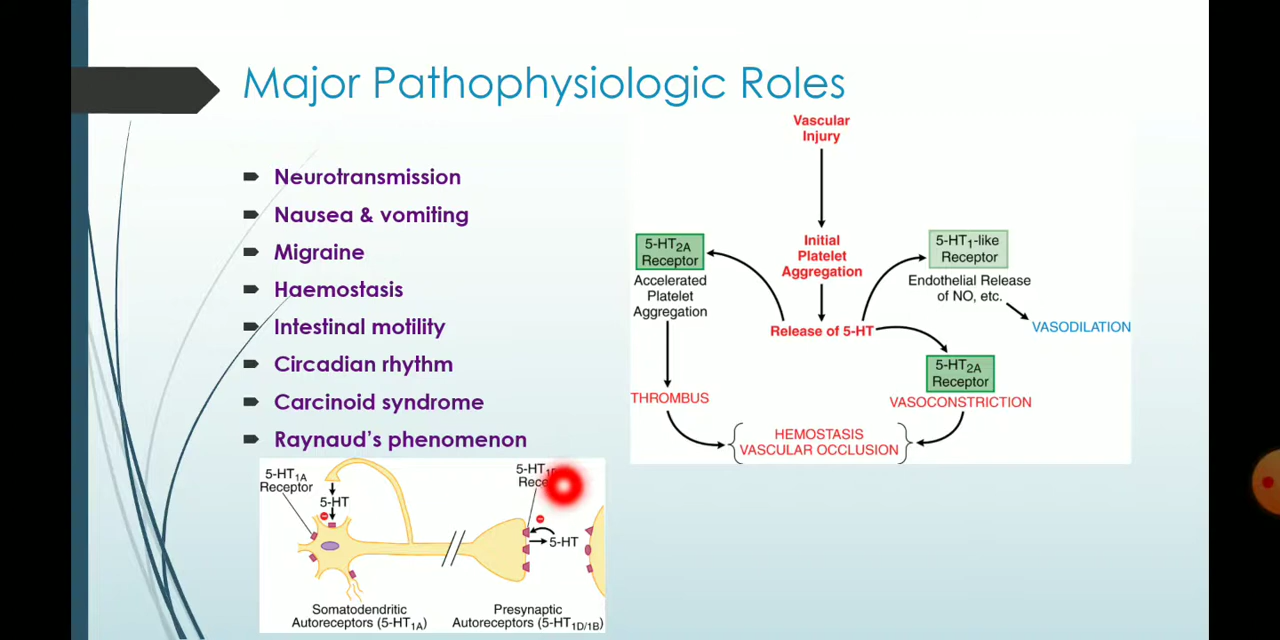 Major Pathophysiologic Roles
Neurotransmission
Nausea & vomiting
Migraine
Haemostasis
Intestinal motility
Circadian rhythm
Carcinoid syndrome
Raynaud's phenomenon
Vascular
Injury
Initial
Platelet
Aggregation
Release of 5-HT
5-HT2A
Receptor
Accelerated
Platelet
Aggregation
THROMBUS
5-HT1-like
Receptor
Endothelial Release
of NO, etc.
VASODILATION
5-HT2A
Receptor
VASOCONSTRICTION
HEMOSTASIS
VASCULAR OCCLUSION
5-HT1A
Receptor
5-HT
Somatodendritic
Autoreceptors (5-HT1A)
5-HT
Presynaptic
Autoreceptors (5-HT1D/1B)